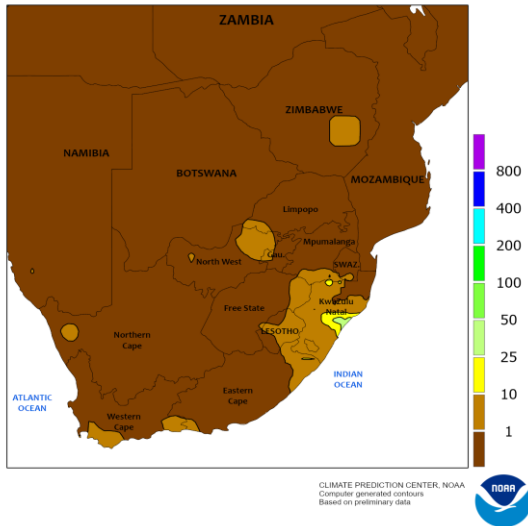 ZAMBIA
ZIMBABWE
NAMIBIA
BOTSWANA
MOZAMBIQUE
Limpopo
Mpumalanga
Gau.
North West
SWAZ.
Kwazulu
Natal
Free State
LESOTHO
Northern
Cape
Eastern
Cape
Western
Cape
ATLANTIC
OCEAN
INDIAN
OCEAN
800
400
200
100
50
25
10
1
CLIMATE PREDICTION CENTER, NOAA
Computer generated contours
Based on preliminary data
NOAA